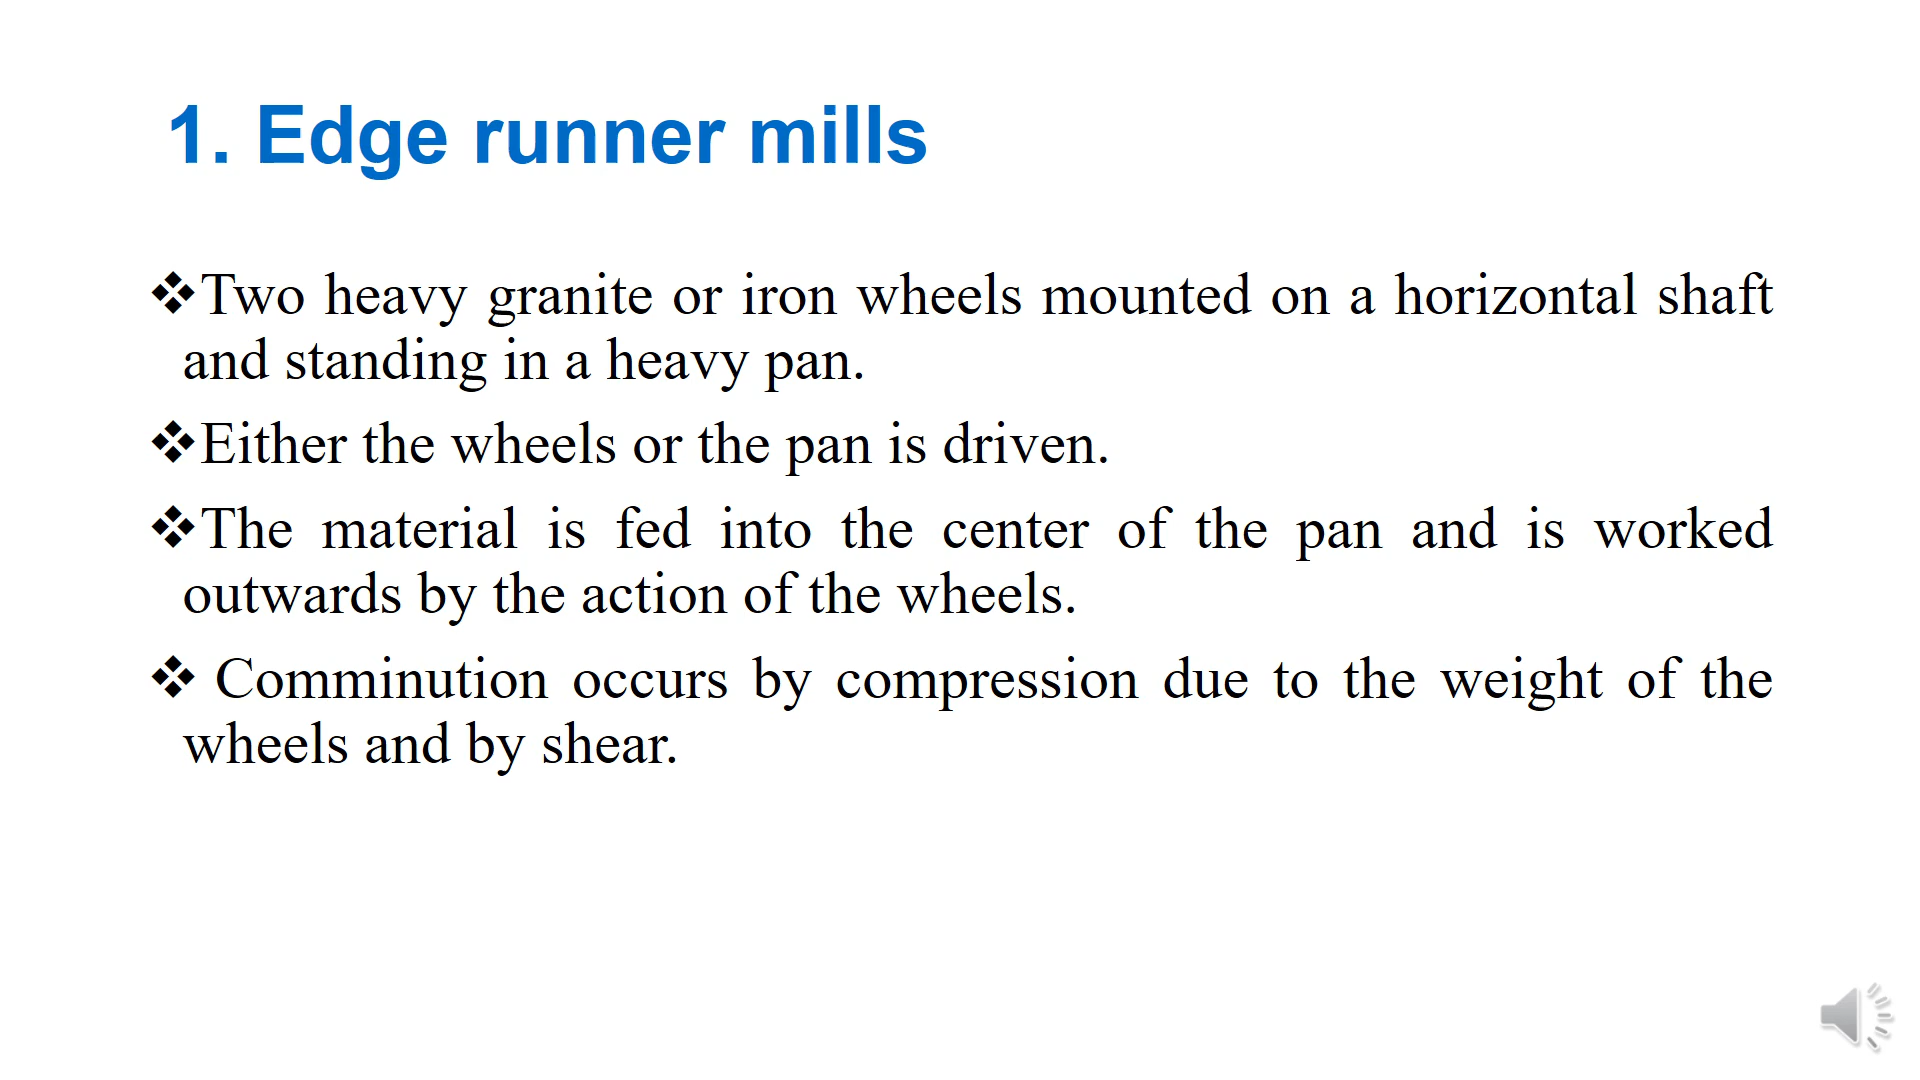 1. Edge runner mills
❖Two heavy granite or iron wheels mounted on a horizontal shaft
and standing in a heavy pan.
❖Either the wheels or the pan is driven.
❖The material is fed into the center of the pan and is worked
outwards by the action of the wheels.
❖ Comminution occurs by compression due to the weight of the
wheels and by shear.